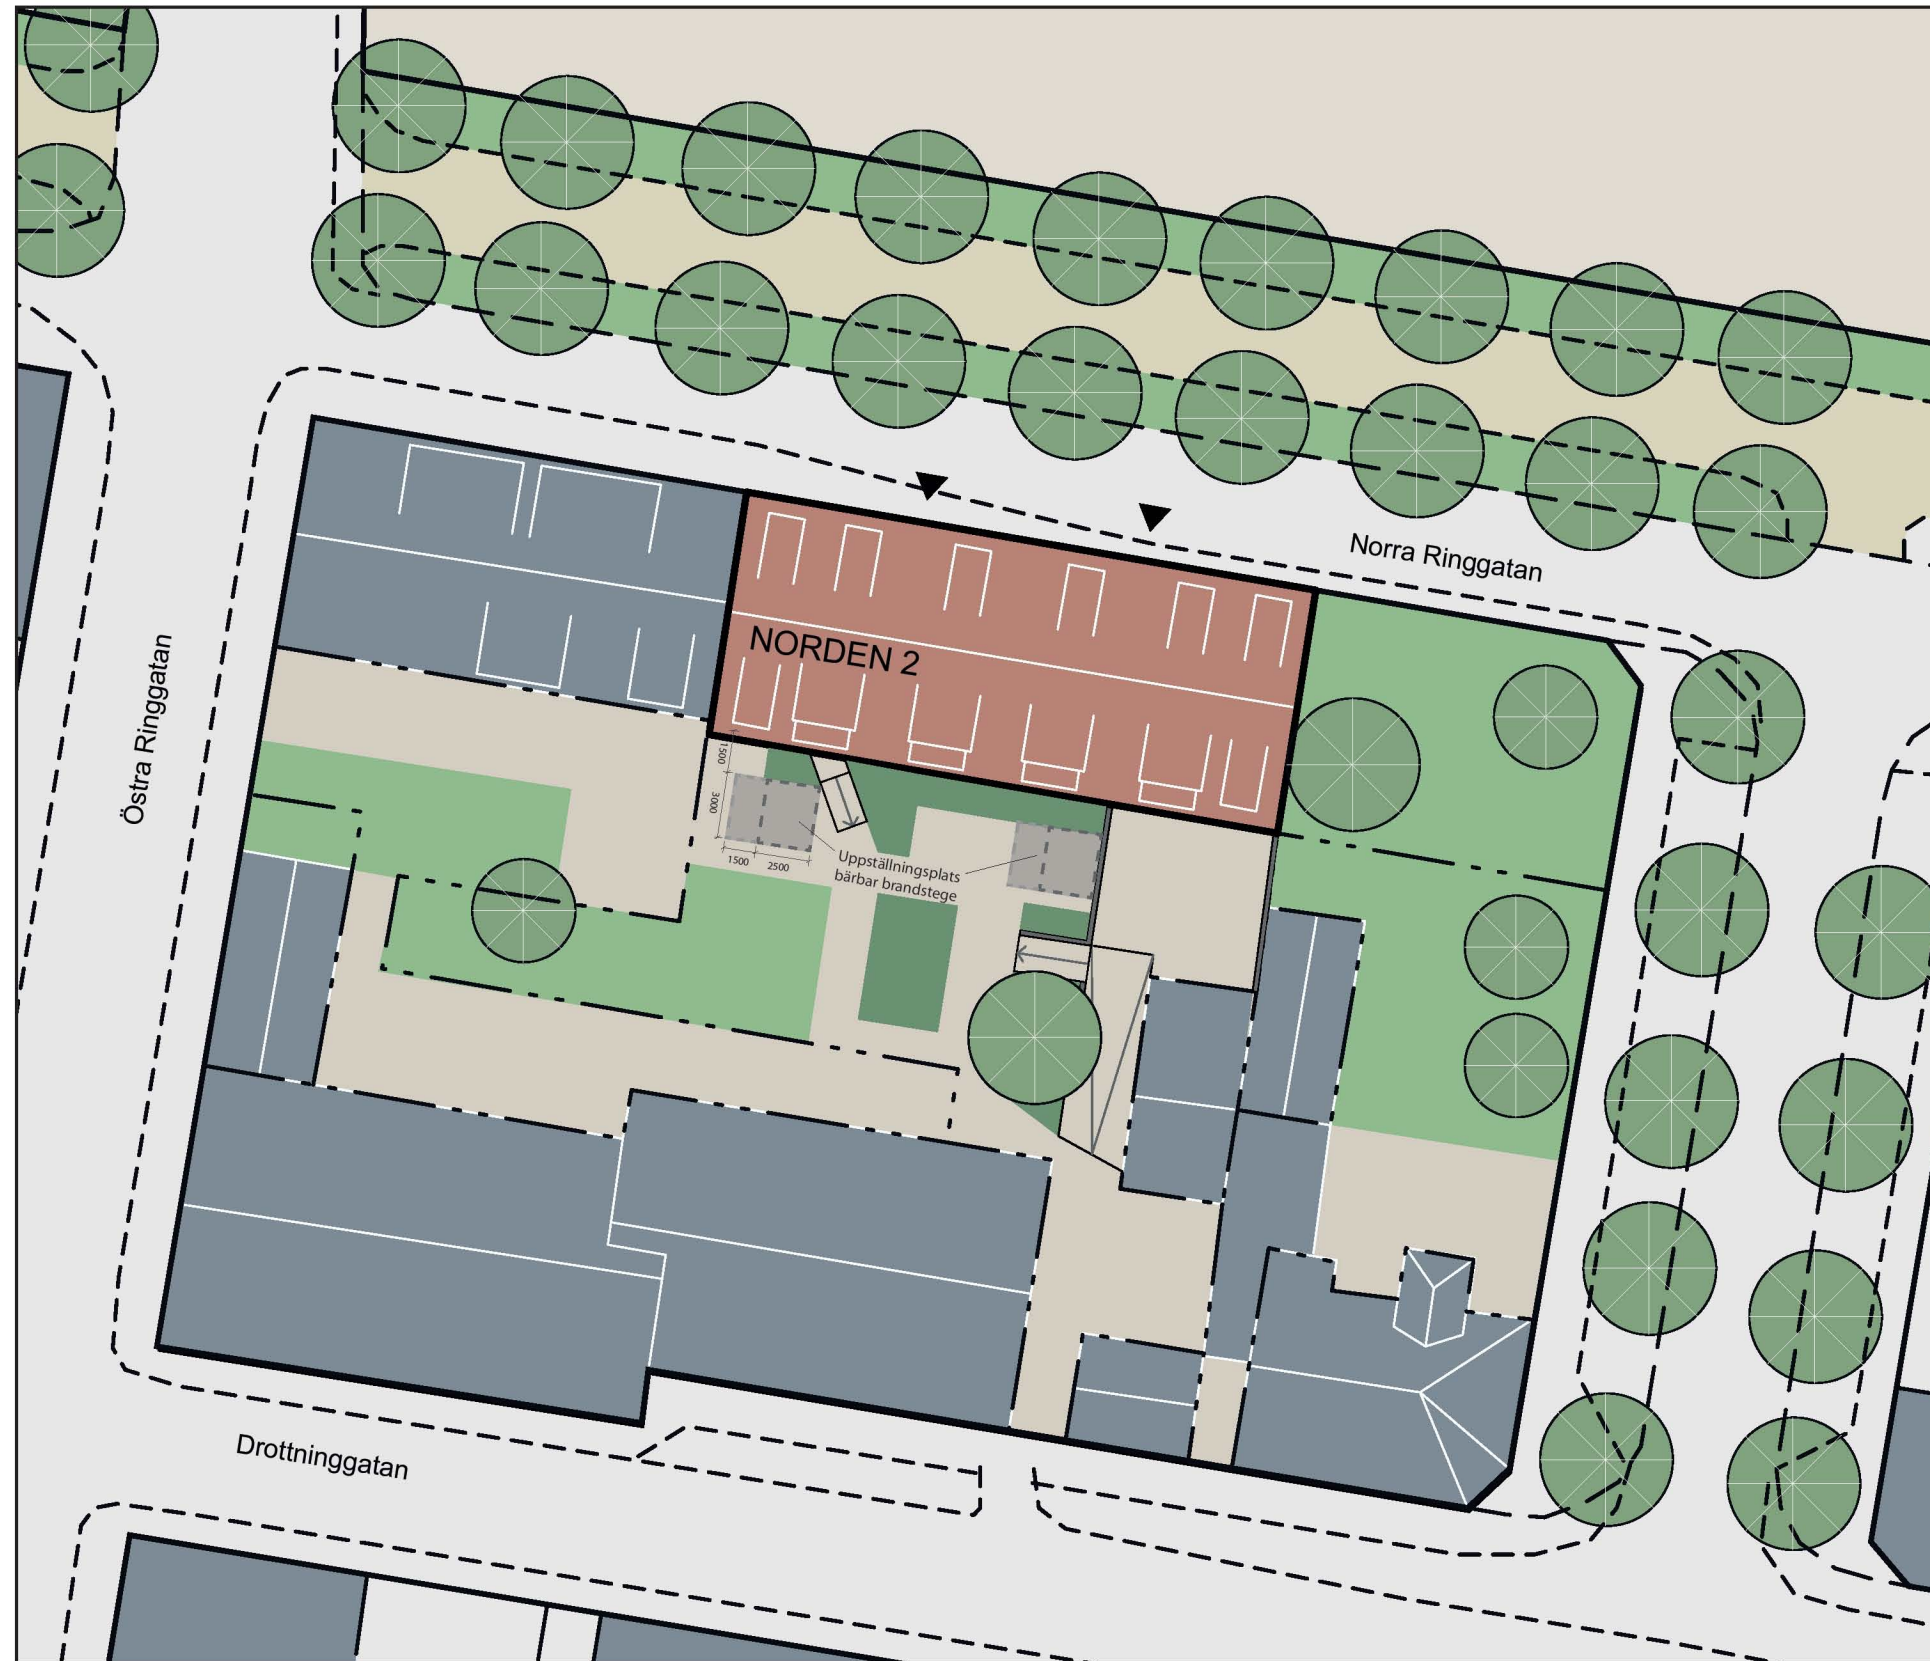 Norra Ringgatan
NORDEN 2
Östra Ringgatan
1500
3000
1500
2500
Uppställningsplats
bärbar brandstege
Drottninggatan